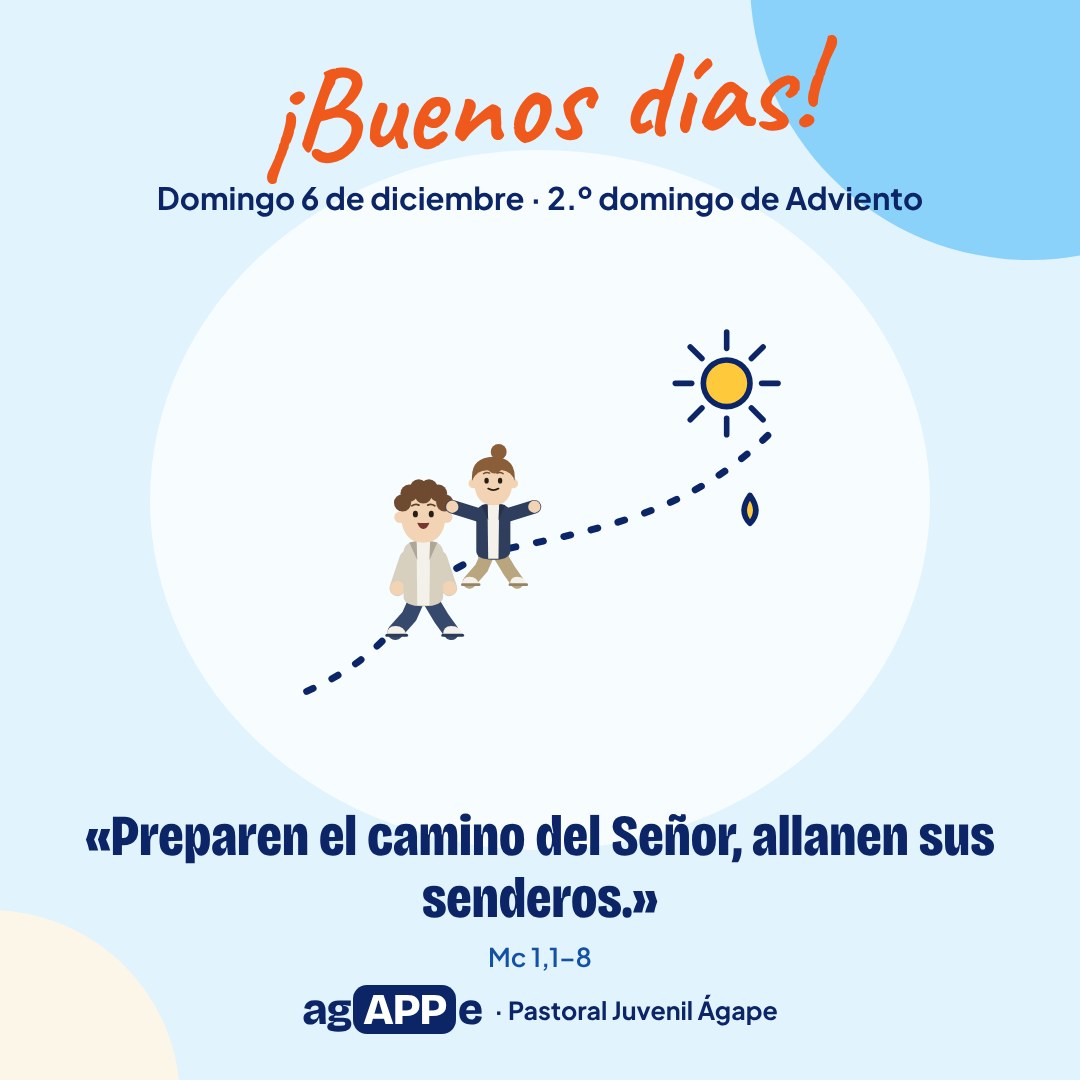 ¡Buenos días!
Domingo 6 de diciembre · 2.º domingo de Adviento
«Preparen el camino del Señor, allanen sus
senderos.»
Mc 1,1–8
agAPPe · Pastoral Juvenil Ágape